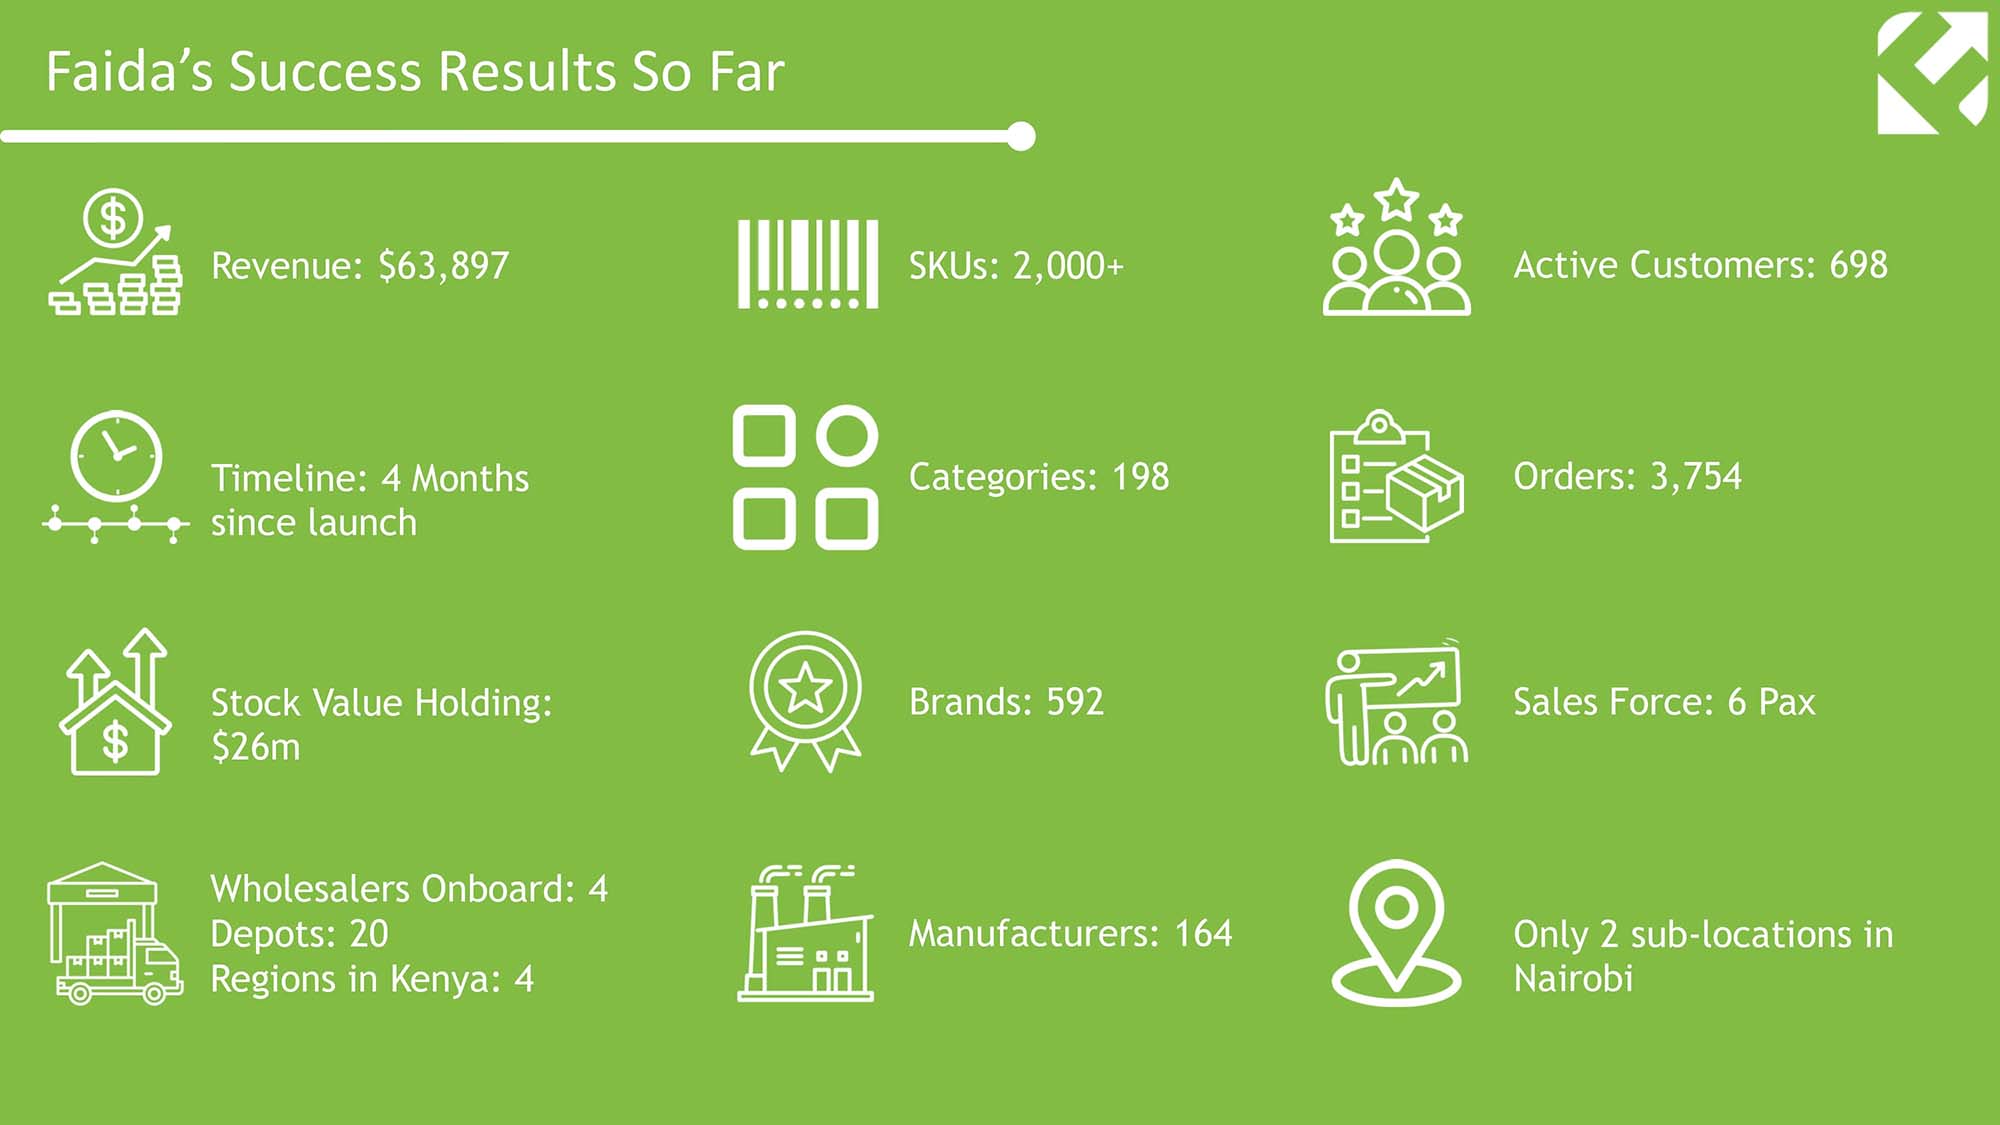 Faida’s Success Results So Far
Revenue: $63,897
SKUs: 2,000+
Active Customers: 698
Timeline: 4 Months
since launch
Categories: 198
Orders: 3,754
Stock Value Holding:
$26m
Brands: 592
Sales Force: 6 Pax
Wholesalers Onboard: 4
Depots: 20
Regions in Kenya: 4
Manufacturers: 164
Only 2 sub-locations in
Nairobi